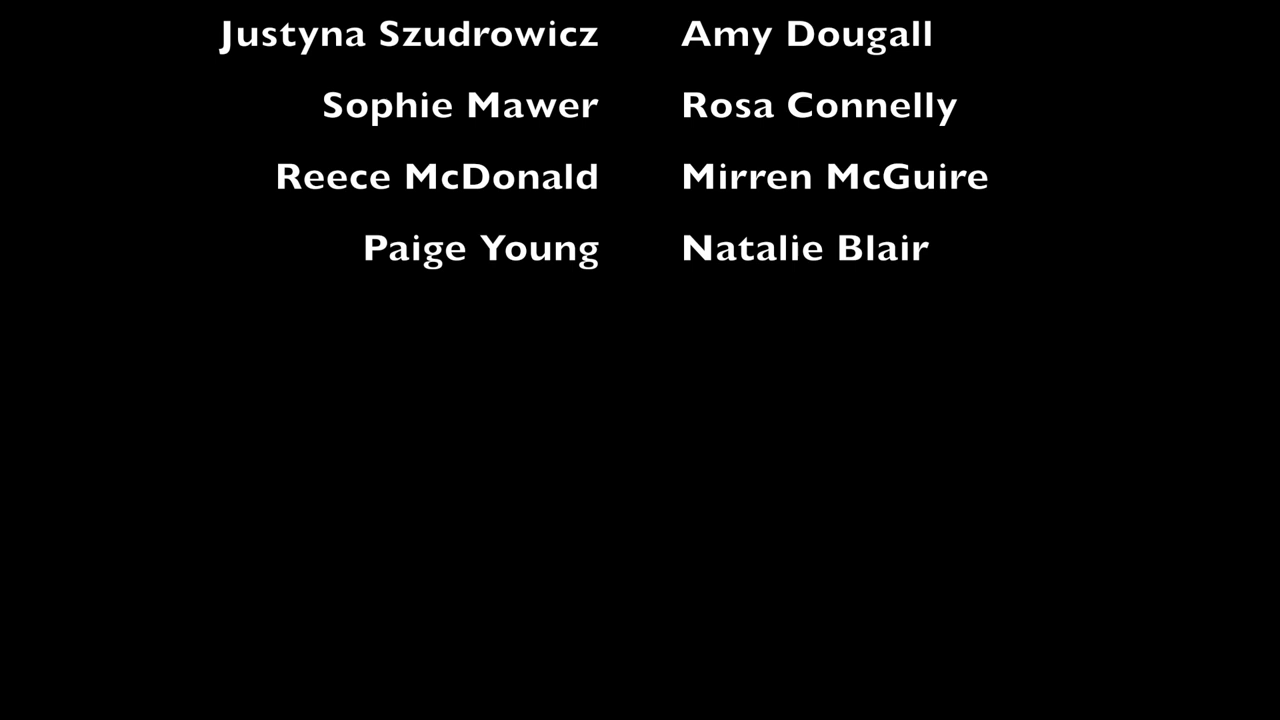 Justyna Szudrowicz Amy Dougall
Sophie Mawer Rosa Connelly
Reece McDonald Mirren McGuire
Paige Young Natalie Blair